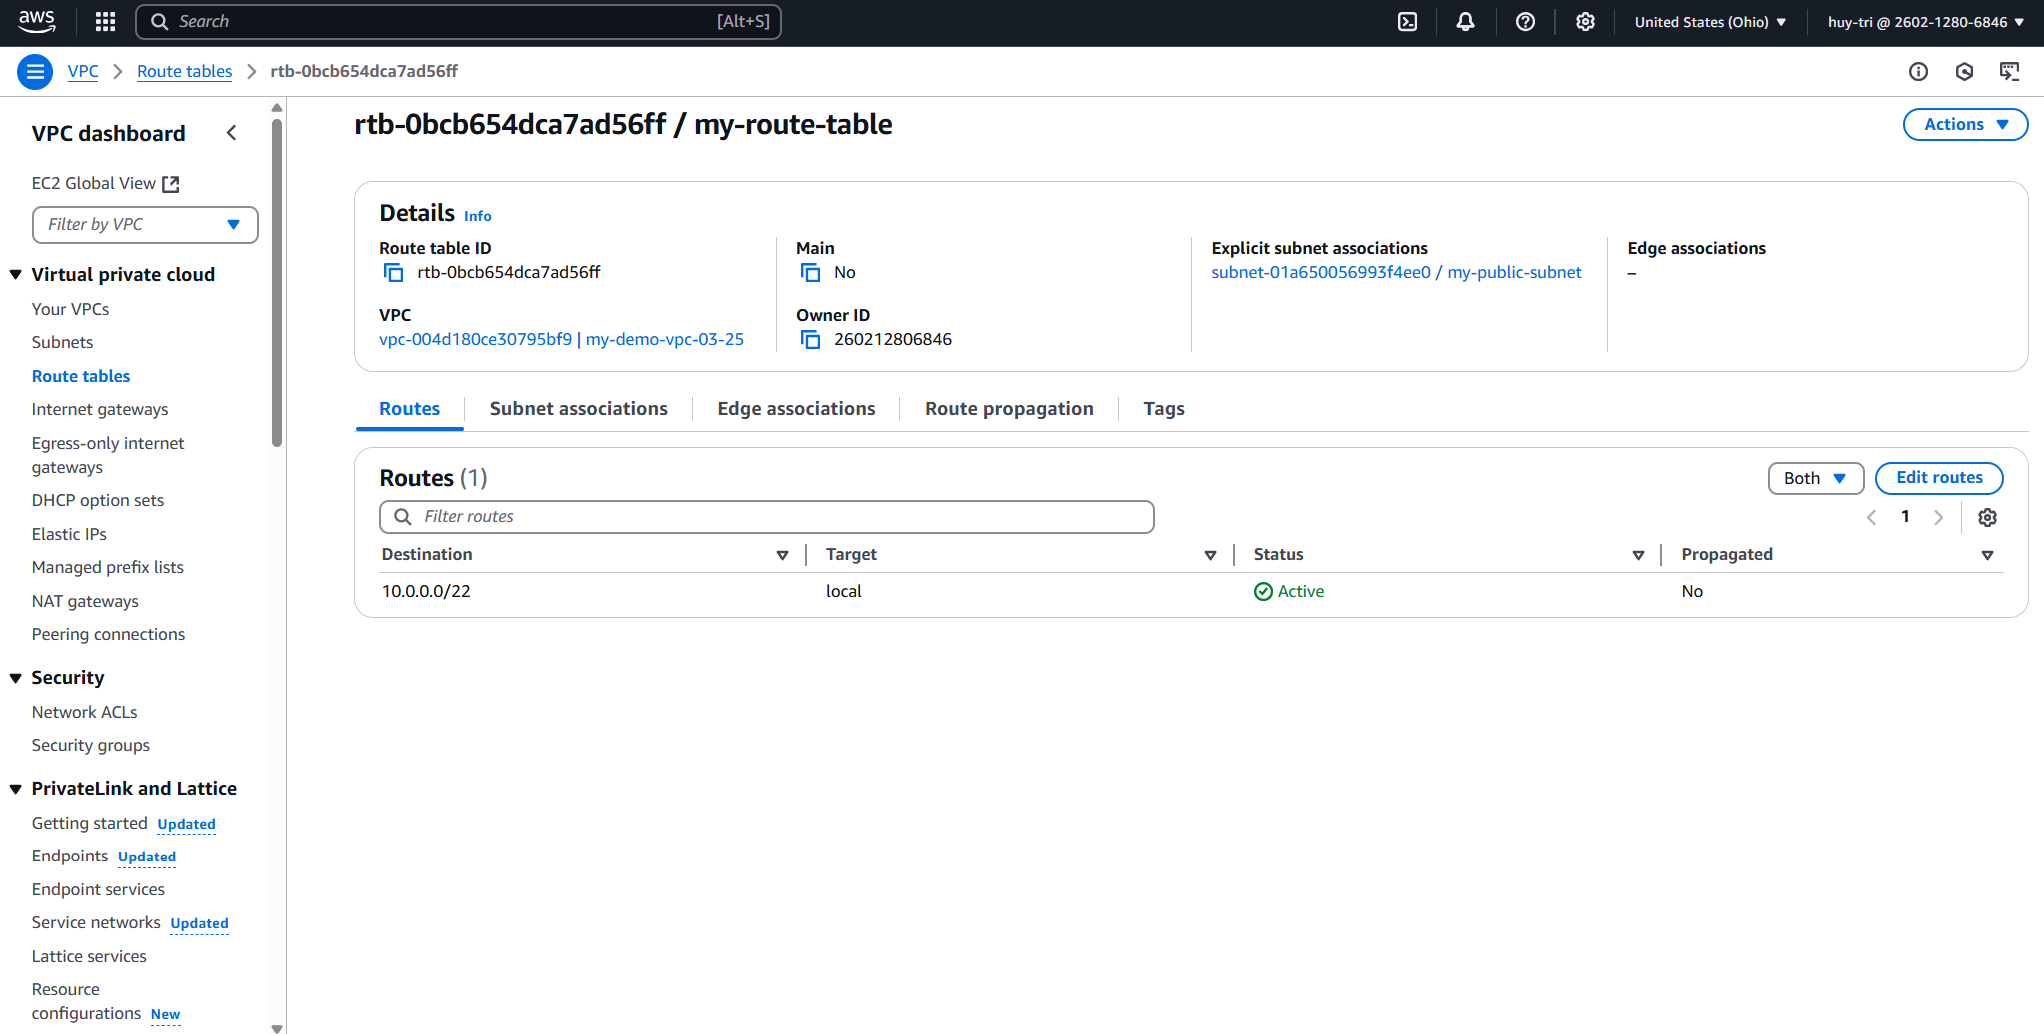 aws
Search [Alt+S]
United States (Ohio)
huy-tri @ 2602-1280-6846
VPC
Route tables
rtb-0bcb654dca7ad56ff
VPC dashboard
EC2 Global View
Filter by VPC
Virtual private cloud
Your VPCs
Subnets
Route tables
Internet gateways
Egress-only internet
gateways
DHCP option sets
Elastic IPs
Managed prefix lists
NAT gateways
Peering connections
Security
Network ACLs
Security groups
PrivateLink and Lattice
Getting started Updated
Endpoints Updated
Endpoint services
Service networks Updated
Lattice services
Resource
configurations New
rtb-0bcb654dca7ad56ff / my-route-table
Actions
Details Info
Route table ID
rtb-0bcb654dca7ad56ff
Main
No
Explicit subnet associations
subnet-01a650056993f4ee0 / my-public-subnet
Edge associations
–
VPC
vpc-004d180ce30795bf9 | my-demo-vpc-03-25
Owner ID
260212806846
Routes
Subnet associations
Edge associations
Route propagation
Tags
Routes (1)
Both
Edit routes
Filter routes
1
Destination Target Status Propagated
10.0.0.0/22 local Active No